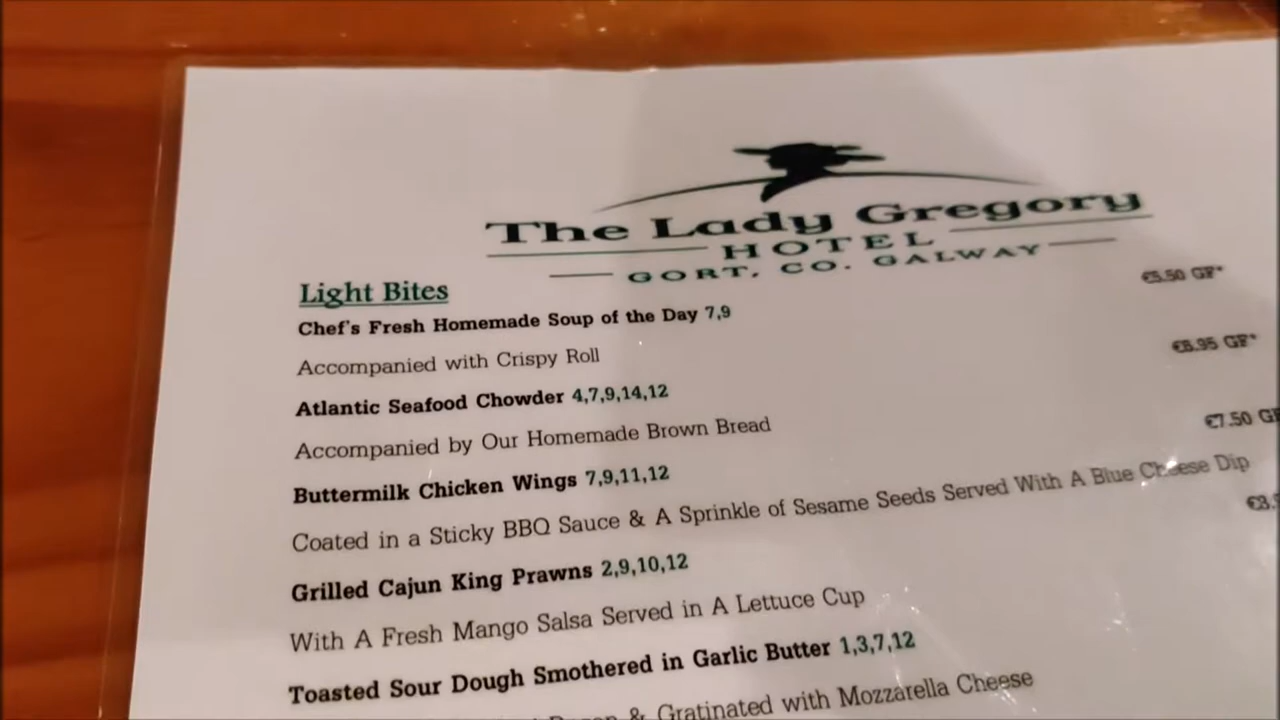 The Lady Gregory
HOTEL
GORT, CO. GALWAY
Light Bites
€5.50 GF*
Chef's Fresh Homemade Soup of the Day 7,9
Accompanied with Crispy Roll
€6.95 GF*
Atlantic Seafood Chowder 4,7,9,14,12
Accompanied by Our Homemade Brown Bread
€7.50
Buttermilk Chicken Wings 7,9,11,12
Coated in a Sticky BBQ Sauce & A Sprinkle of Sesame Seeds Served With A Blue Cheese Dip
Grilled Cajun King Prawns 2,9,10,12
With A Fresh Mango Salsa Served in A Lettuce Cup
Toasted Sour Dough Smothered in Garlic Butter 1,3,7,12
& Gratinated with Mozzarella Cheese